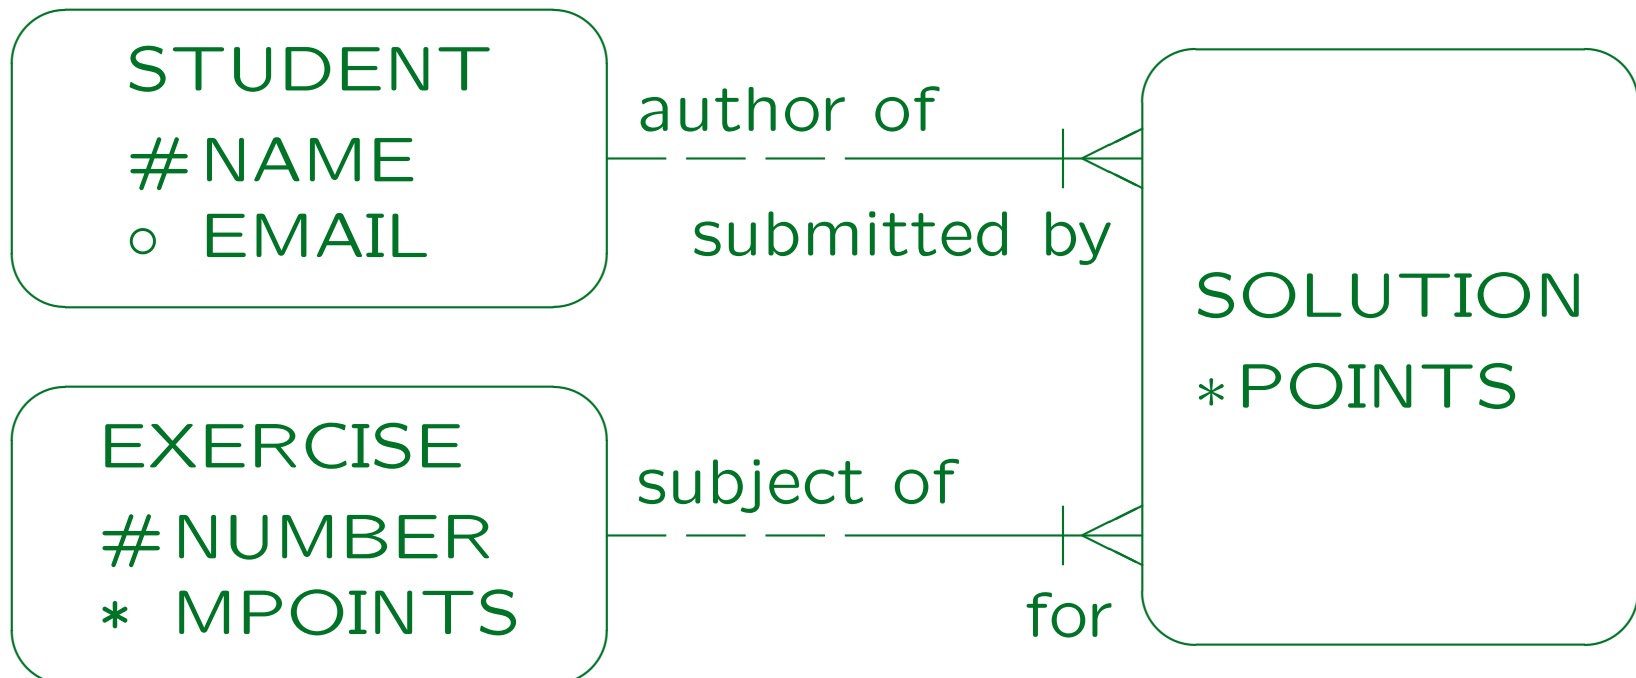 STUDENT
# NAME
○ EMAIL
author of
submitted by
SOLUTION
* POINTS
EXERCISE
# NUMBER
* MPOINTS
subject of
for